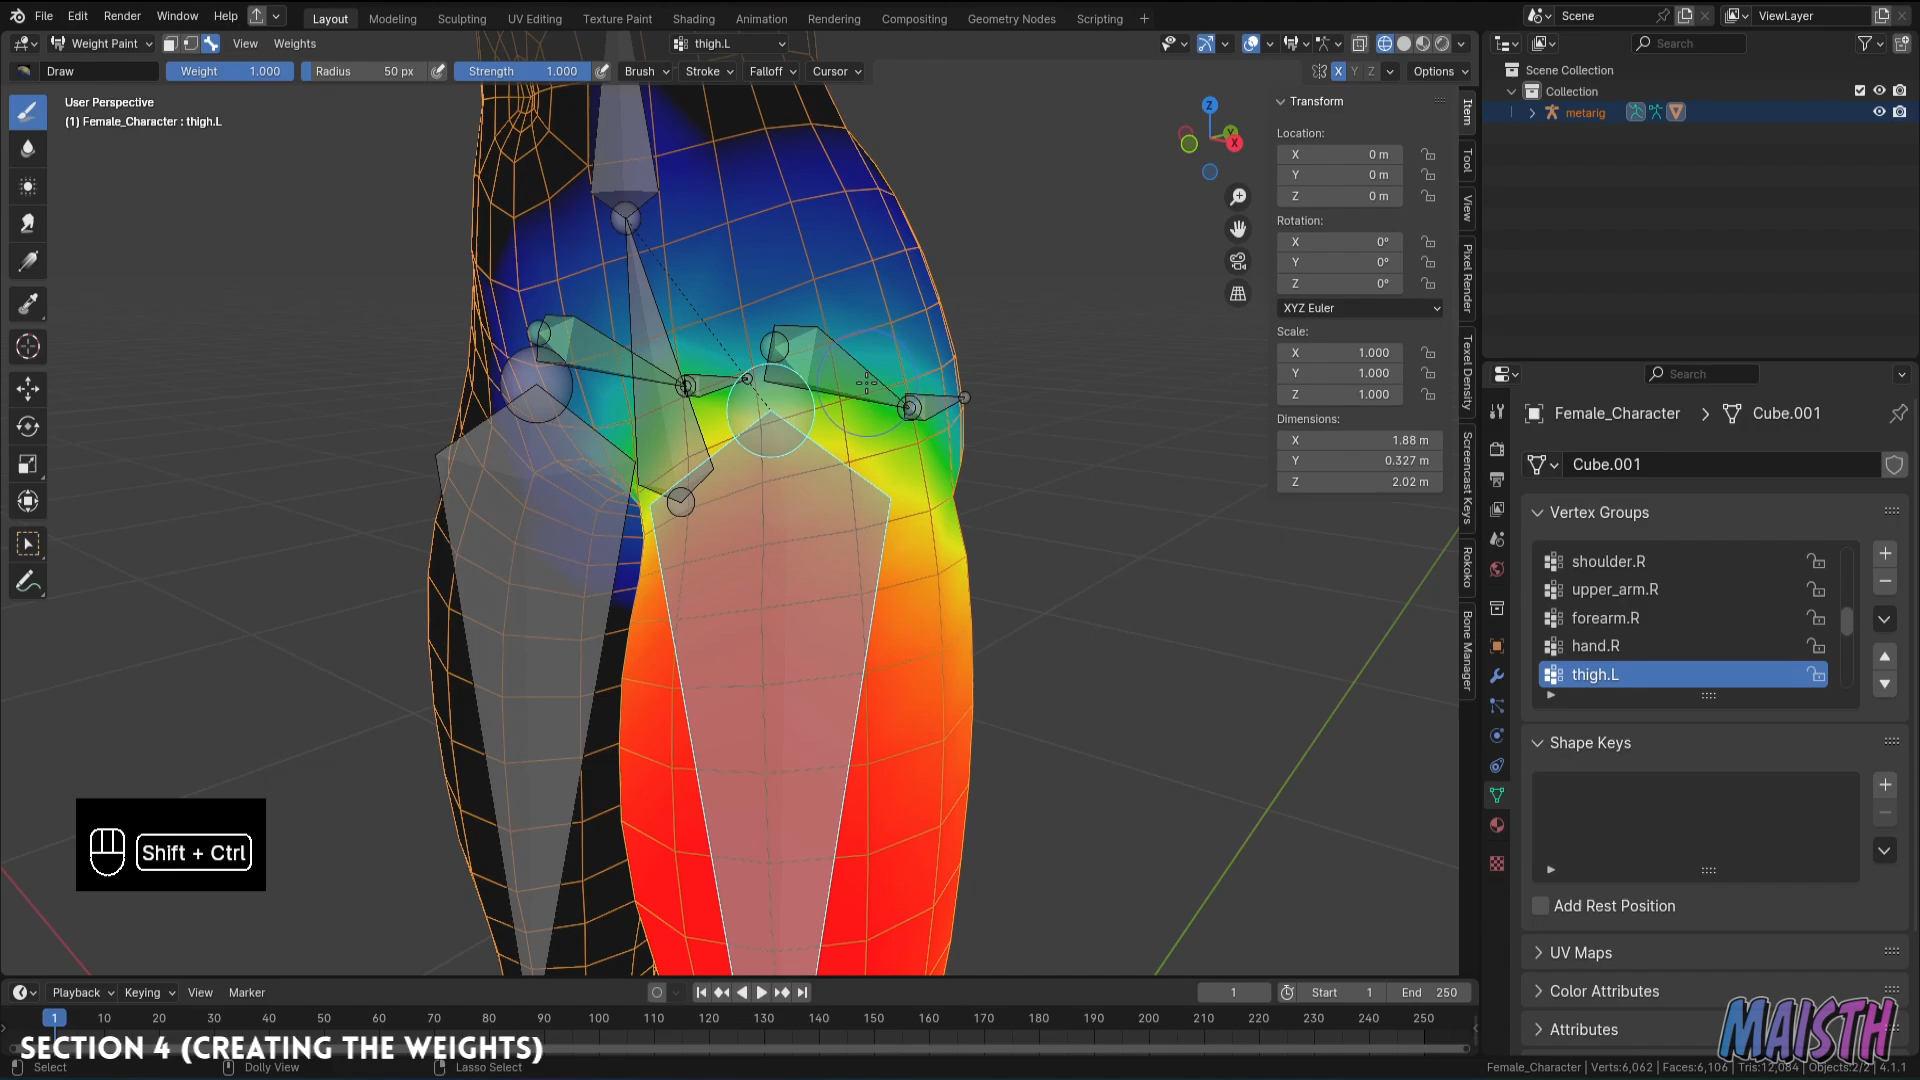 File Edit Render Window Help Layout Modeling Sculpting UV Editing Texture Paint Shading Animation Rendering Compositing Geometry Nodes Scripting + Scene ViewLayer
Weight Paint View Weights thigh.L Search
Draw Weight 1.000 Radius 50 px Strength 1.000 Brush Stroke Falloff Cursor X Y Z Options
User Perspective
(1) Female_Character : thigh.L
Z
Y
X
Transform
Location:
X 0 m
Y 0 m
Z 0 m
Rotation:
X 0°
Y 0°
Z 0°
XYZ Euler
Scale:
X 1.000
Y 1.000
Z 1.000
Dimensions:
X 1.88 m
Y 0.327 m
Z 2.02 m
Item
Tool
View
Pixel Render
Texel Density
Screencast Keys
Rokoko
Bone Manager
Scene Collection
Collection
metarig
Search
Female_Character > Cube.001
Cube.001
Vertex Groups
shoulder.R
upper_arm.R
forearm.R
hand.R
thigh.L
Shape Keys
Add Rest Position
UV Maps
Color Attributes
Attributes
Shift + Ctrl
Playback Keying View Marker 1 Start 1 End 250
1 10 20 30 40 50 60 70 80 90 100 110 120 130 140 150 160 170 180 190 200 210 220 230 240 250
SECTION 4 (CREATING THE WEIGHTS)
MAISTH
Select Dolly View Lasso Select Female_Character | Verts:6,062 | Faces:6,106 | Tris:12,084 | Objects:2/2 | 4.1.1